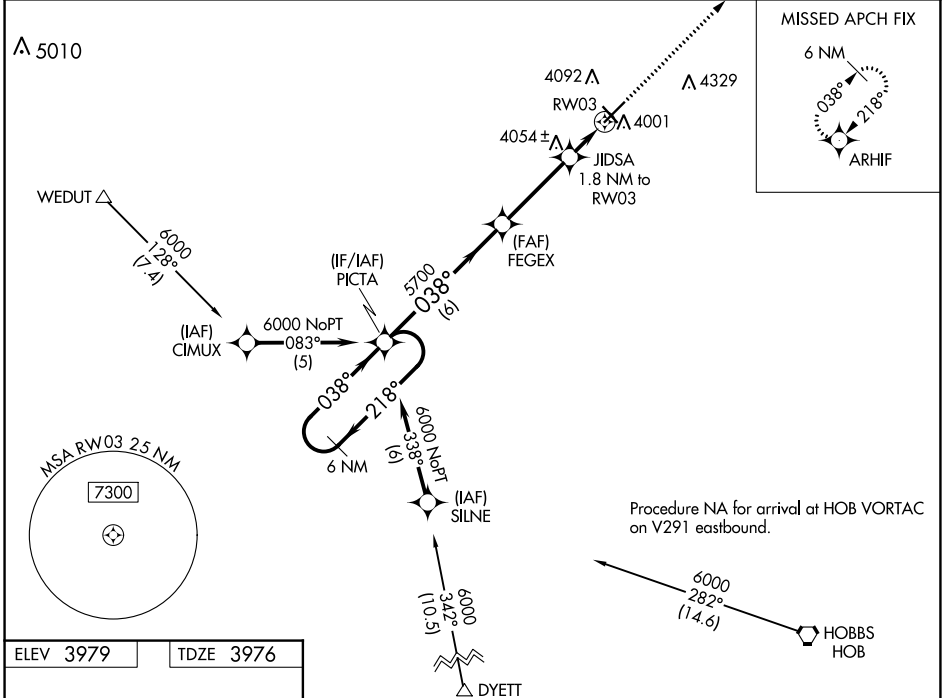 5010
MISSED APCH FIX
6 NM
038°
218°
ARHIF
4092
4329
RW03
4001
4054±
JIDSA
1.8 NM to
RW03
WEDUT
6000
128°
(7.4)
(FAF)
FEGEX
(IF/IAF)
PICTA
5700
038°
(6)
(IAF)
CIMUX
6000 NoPT
083°
(5)
038°
218°
6 NM
6000 NoPT
338°
(6)
(IAF)
SILNE
MSA RW03 25 NM
7300
Procedure NA for arrival at HOB VORTAC
on V291 eastbound.
6000
282°
(14.6)
HOBBS
HOB
6000
342°
(10.5)
DYETT
ELEV 3979
TDZE 3976